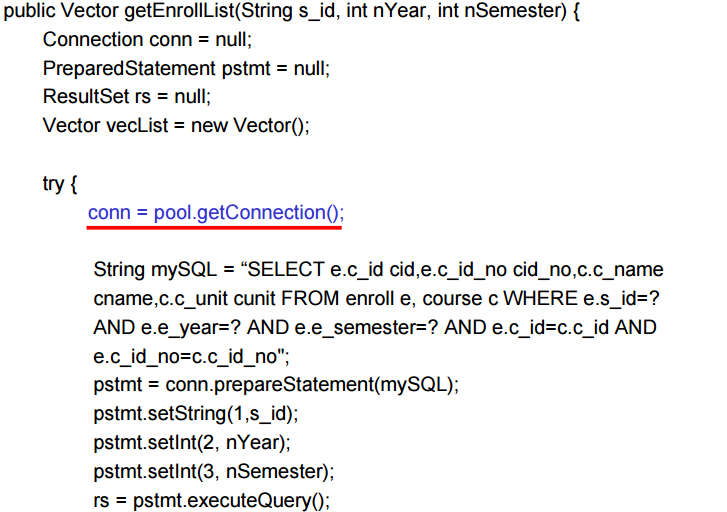 public Vector getEnrollList(String s_id, int nYear, int nSemester) {
Connection conn = null;
PreparedStatement pstmt = null;
ResultSet rs = null;
Vector vecList = new Vector();
try {
conn = pool.getConnection();
String mySQL = “SELECT e.c_id cid,e.c_id_no cid_no,c.c_name
cname,c.c_unit cunit FROM enroll e, course c WHERE e.s_id=?
AND e.e_year=? AND e.e_semester=? AND e.c_id=c.c_id AND
e.c_id_no=c.c_id_no";
pstmt = conn.prepareStatement(mySQL);
pstmt.setString(1,s_id);
pstmt.setInt(2, nYear);
pstmt.setInt(3, nSemester);
rs = pstmt.executeQuery();